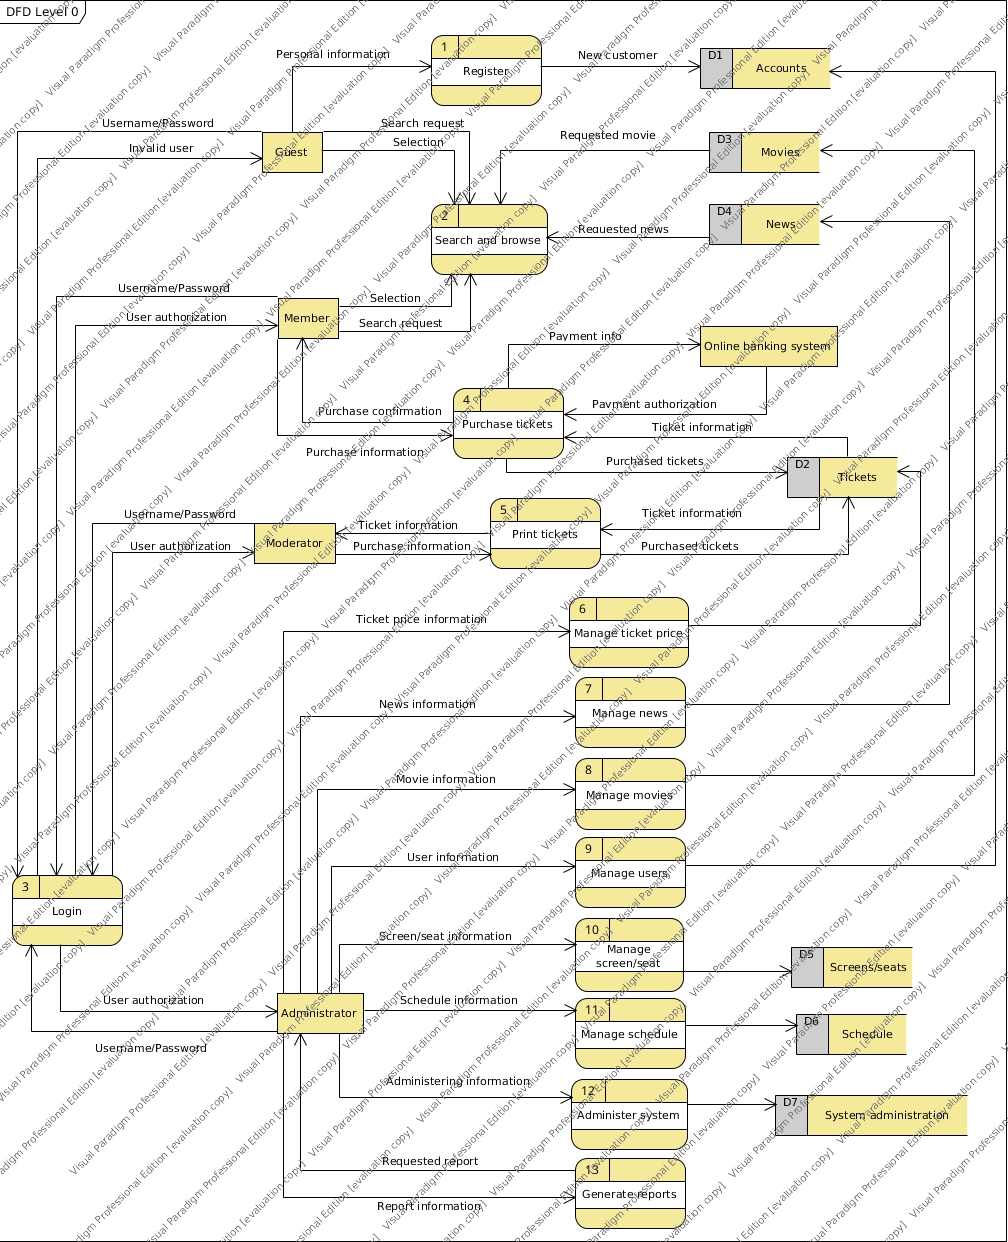 DFD Level 0
1
Personal information
New customer
D1
Accounts
Register
Username/Password
Search request
Invalid user
Guest
Selection
Requested movie
D3
Movies
2
D4
News
Search and browse
Requested news
Username/Password
Selection
User authorization
Member
Search request
Payment info
Online banking system
4
Purchase confirmation
Payment authorization
Purchase tickets
Ticket information
Purchase information
Purchased tickets
D2
Tickets
5
Username/Password
Ticket information
Ticket information
Print tickets
User authorization
Moderator
Purchase information
Purchased tickets
6
Ticket price information
Manage ticket price
7
News information
Manage news
8
Movie information
Manage movies
9
User information
Manage users
3
Login
10
Screen/seat information
Manage
screen/seat
D5
Screens/seats
User authorization
Schedule information
11
Administrator
Manage schedule
D6
Schedule
Username/Password
Administering information
12
Administer system
D7
System administration
Requested report
13
Generate reports
Report information
Visual Paradigm Professional Edition [evaluation copy]